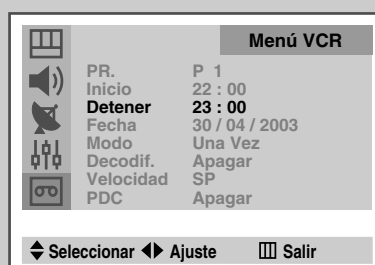 Menú VCR
PR. P 1
Inicio 22 : 00
Detener 23 : 00
Fecha 30 / 04 / 2003
Modo Una Vez
Decodif. Apagar
Velocidad SP
PDC Apagar
Seleccionar Ajuste Salir